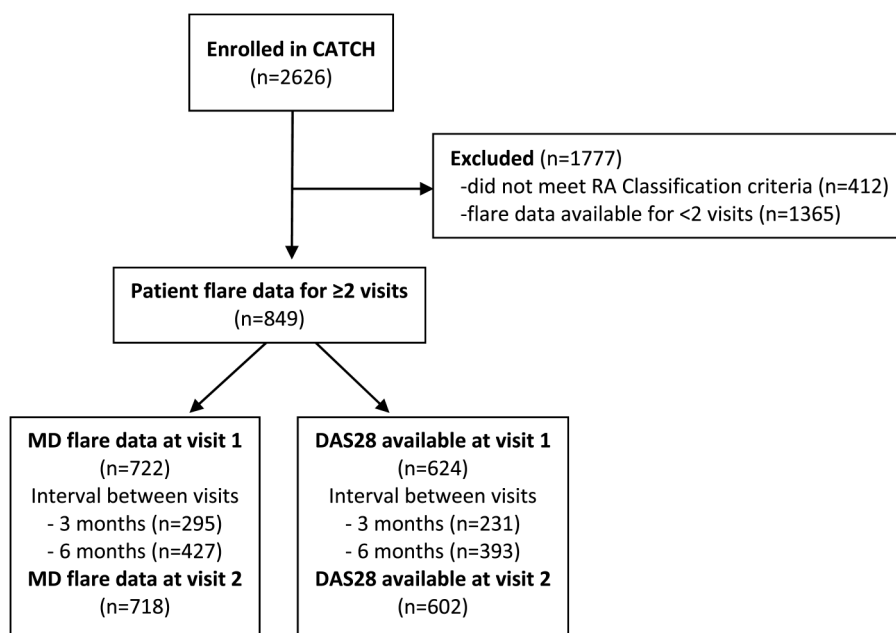 Enrolled in CATCH
(n=2626)
Excluded (n=1777)
-did not meet RA Classification criteria (n=412)
-flare data available for <2 visits (n=1365)
Patient flare data for ≥2 visits
(n=849)
MD flare data at visit 1
(n=722)
Interval between visits
- 3 months (n=295)
- 6 months (n=427)
MD flare data at visit 2
(n=718)
DAS28 available at visit 1
(n=624)
Interval between visits
- 3 months (n=231)
- 6 months (n=393)
DAS28 available at visit 2
(n=602)